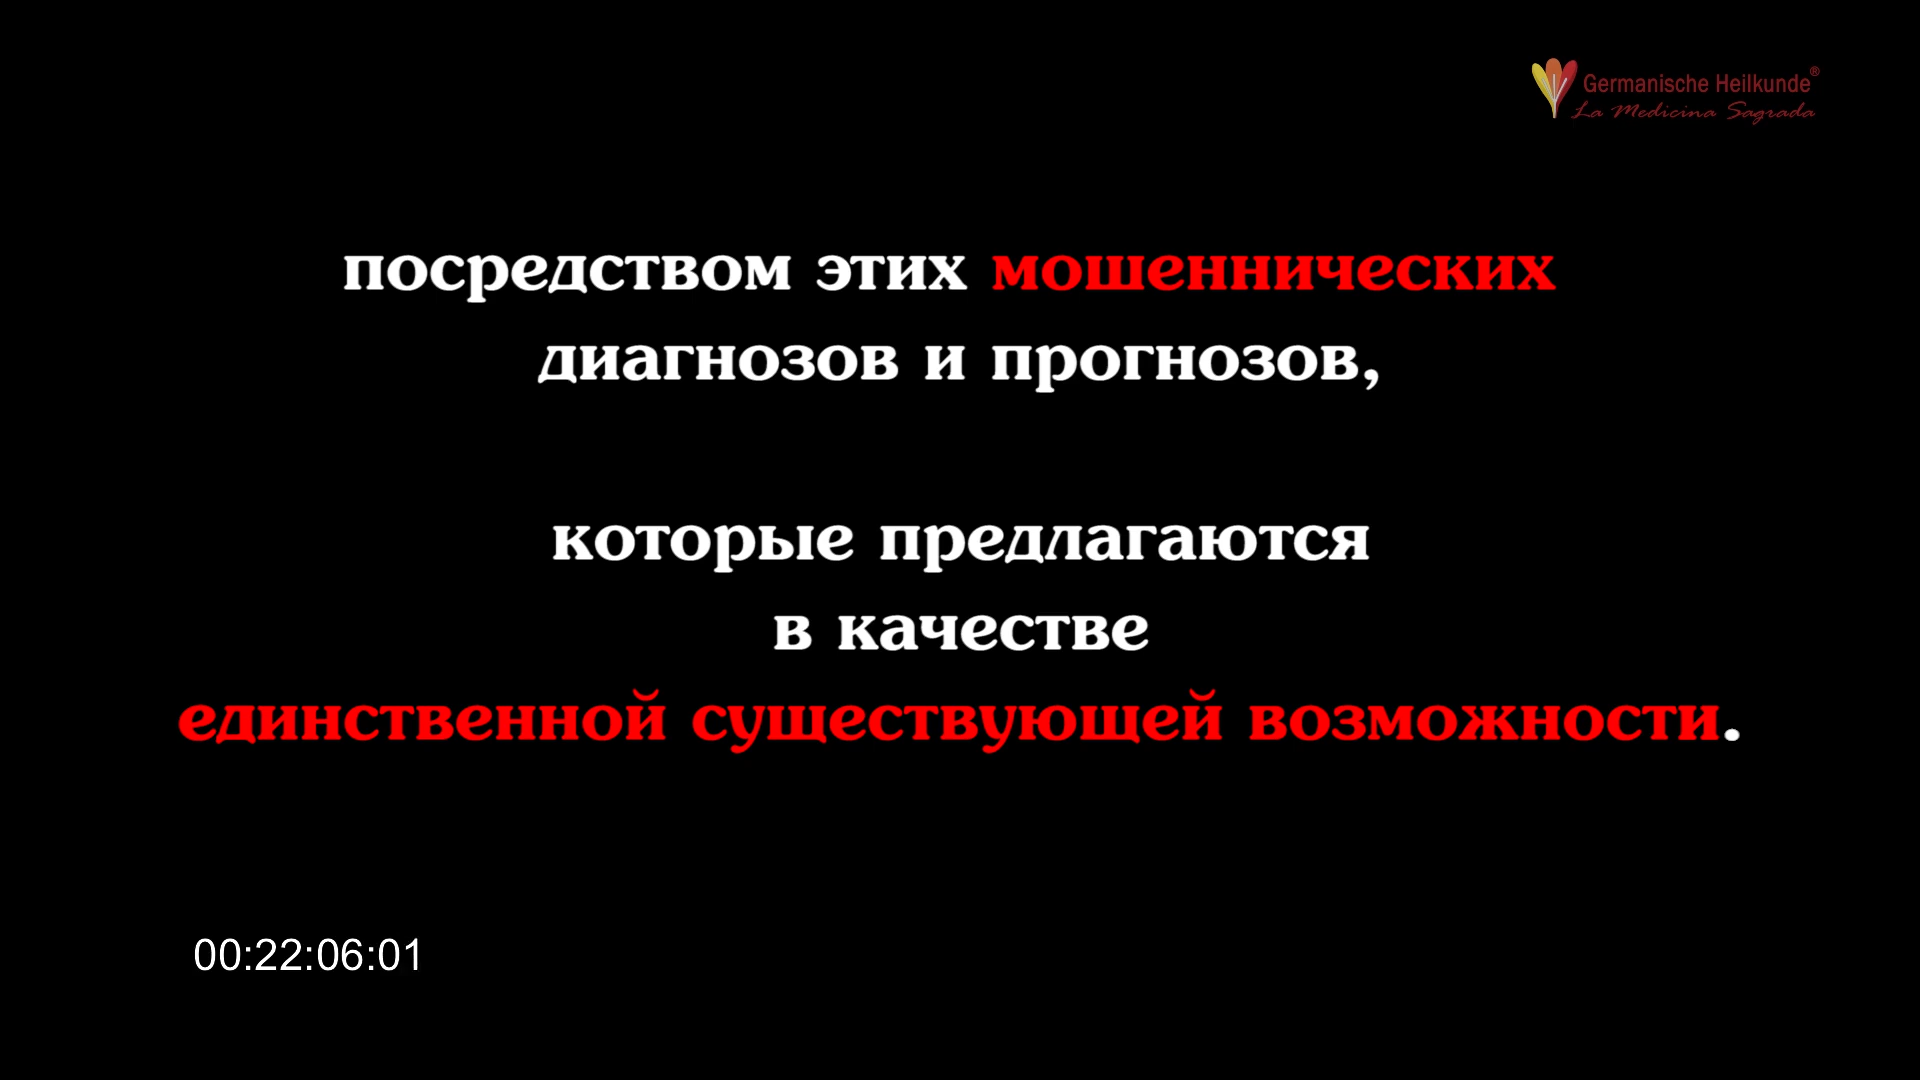 Germanische Heilkunde®
La Medicina Sagrada
посредством этих мошеннических
диагнозов и прогнозов,
которые предлагаются
в качестве
единственной существующей возможности.
00:22:06:01